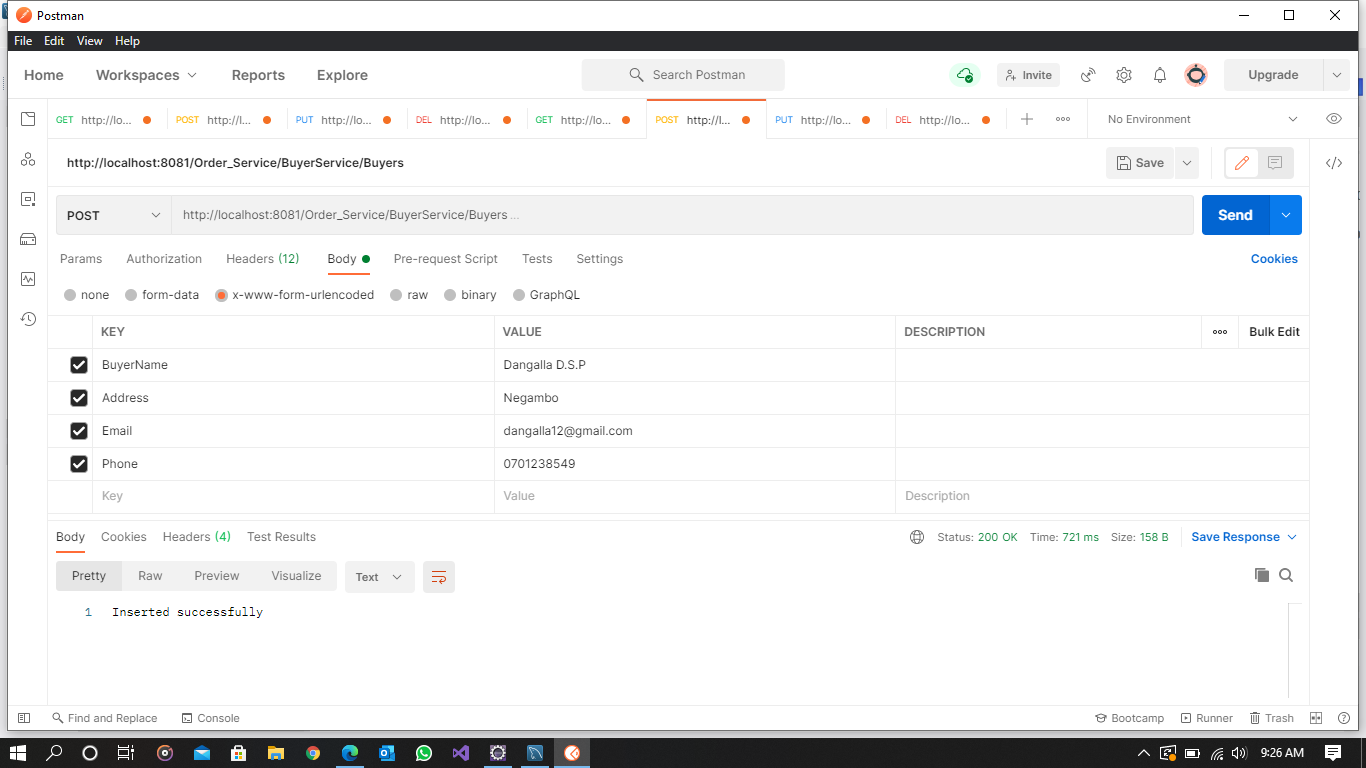 Postman
File Edit View Help
Home Workspaces Reports Explore Search Postman Invite Upgrade
GET http://lo... POST http://l... PUT http://lo... DEL http://lo... GET http://lo... POST http://l... PUT http://lo... DEL http://lo... No Environment
http://localhost:8081/Order_Service/BuyerService/Buyers Save
POST http://localhost:8081/Order_Service/BuyerService/Buyers ... Send
Params Authorization Headers (12) Body Pre-request Script Tests Settings Cookies
none form-data x-www-form-urlencoded raw binary GraphQL
KEY VALUE DESCRIPTION Bulk Edit
BuyerName Dangalla D.S.P
Address Negambo
Email dangalla12@gmail.com
Phone 0701238549
Key Value Description
Body Cookies Headers (4) Test Results Status: 200 OK Time: 721 ms Size: 158 B Save Response
Pretty Raw Preview Visualize Text
1 Inserted successfully
Find and Replace Console Bootcamp Runner Trash
9:26 AM